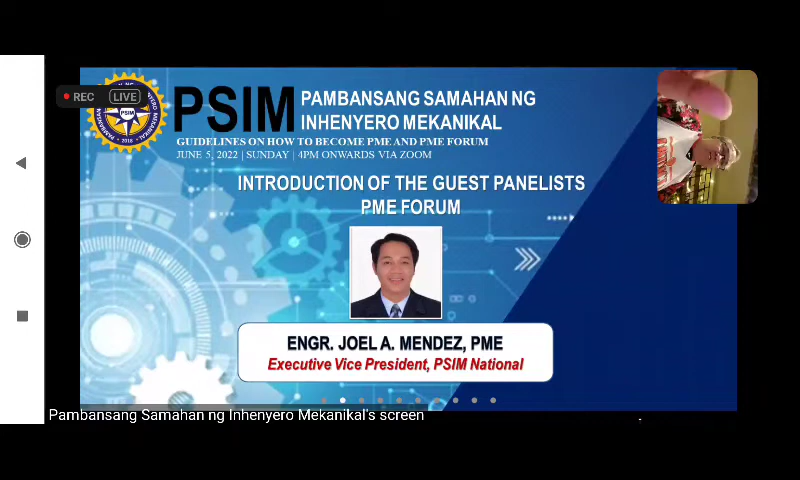 REC LIVE
PSIM
PSIM
PAMBANSANG SAMAHAN NG
INHENYERO MEKANIKAL
GUIDELINES ON HOW TO BECOME PME AND PME FORUM
JUNE 5, 2022 | SUNDAY | 4PM ONWARDS VIA ZOOM
INTRODUCTION OF THE GUEST PANELISTS
PME FORUM
ENGR. JOEL A. MENDEZ, PME
Executive Vice President, PSIM National
Pambansang Samahan ng Inhenyero Mekanikal's screen